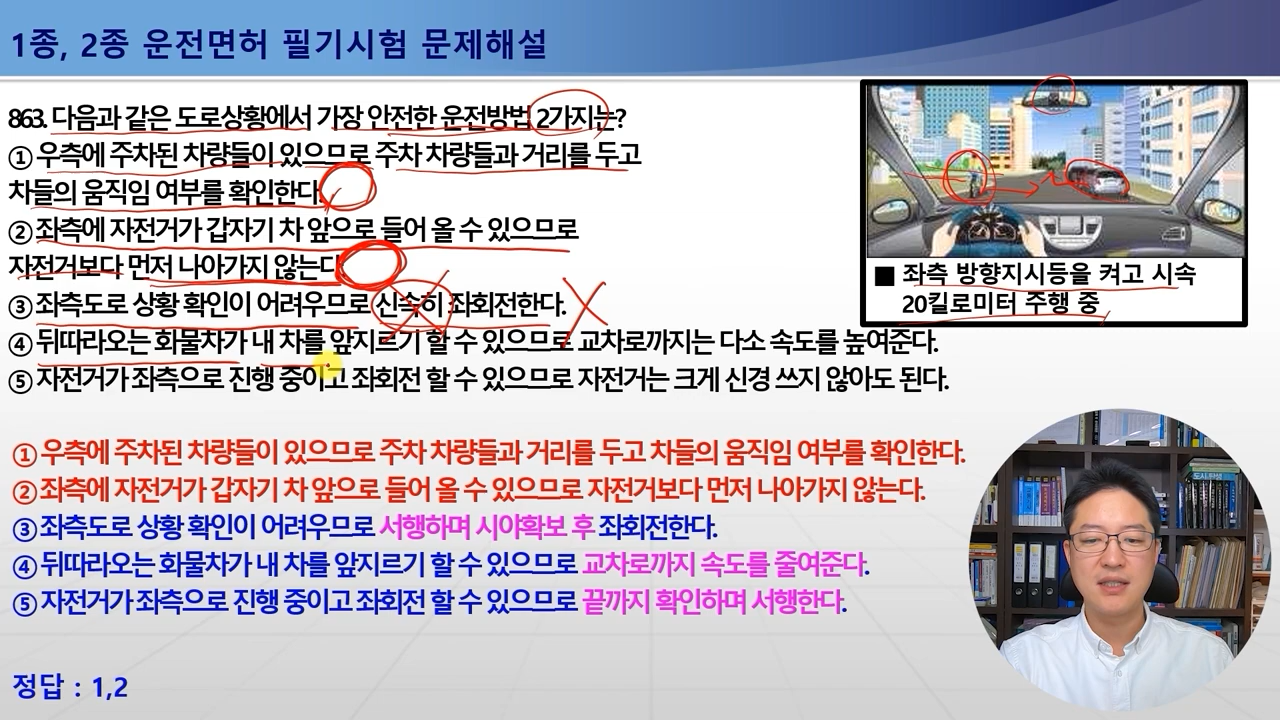 1종, 2종 운전면허 필기시험 문제해설
863. 다음과 같은 도로상황에서 가장 안전한 운전방법 2가지는?
① 우측에 주차된 차량들이 있으므로 주차 차량들과 거리를 두고
차들의 움직임 여부를 확인한다.
② 좌측에 자전거가 갑자기 차 앞으로 들어 올 수 있으므로
자전거보다 먼저 나아가지 않는다.
③ 좌측도로 상황 확인이 어려우므로 신속히 좌회전한다.
④ 뒤따라오는 화물차가 내 차를 앞지르기 할 수 있으므로 교차로까지는 다소 속도를 높여준다.
⑤ 자전거가 좌측으로 진행 중이고 좌회전 할 수 있으므로 자전거는 크게 신경 쓰지 않아도 된다.
■ 좌측 방향지시등을 켜고 시속
20킬로미터 주행 중
① 우측에 주차된 차량들이 있으므로 주차 차량들과 거리를 두고 차들의 움직임 여부를 확인한다.
② 좌측에 자전거가 갑자기 차 앞으로 들어 올 수 있으므로 자전거보다 먼저 나아가지 않는다.
③ 좌측도로 상황 확인이 어려우므로 서행하며 시야확보 후 좌회전한다.
④ 뒤따라오는 화물차가 내 차를 앞지르기 할 수 있으므로 교차로까지 속도를 줄여준다.
⑤ 자전거가 좌측으로 진행 중이고 좌회전 할 수 있으므로 끝까지 확인하며 서행한다.
정답 : 1,2